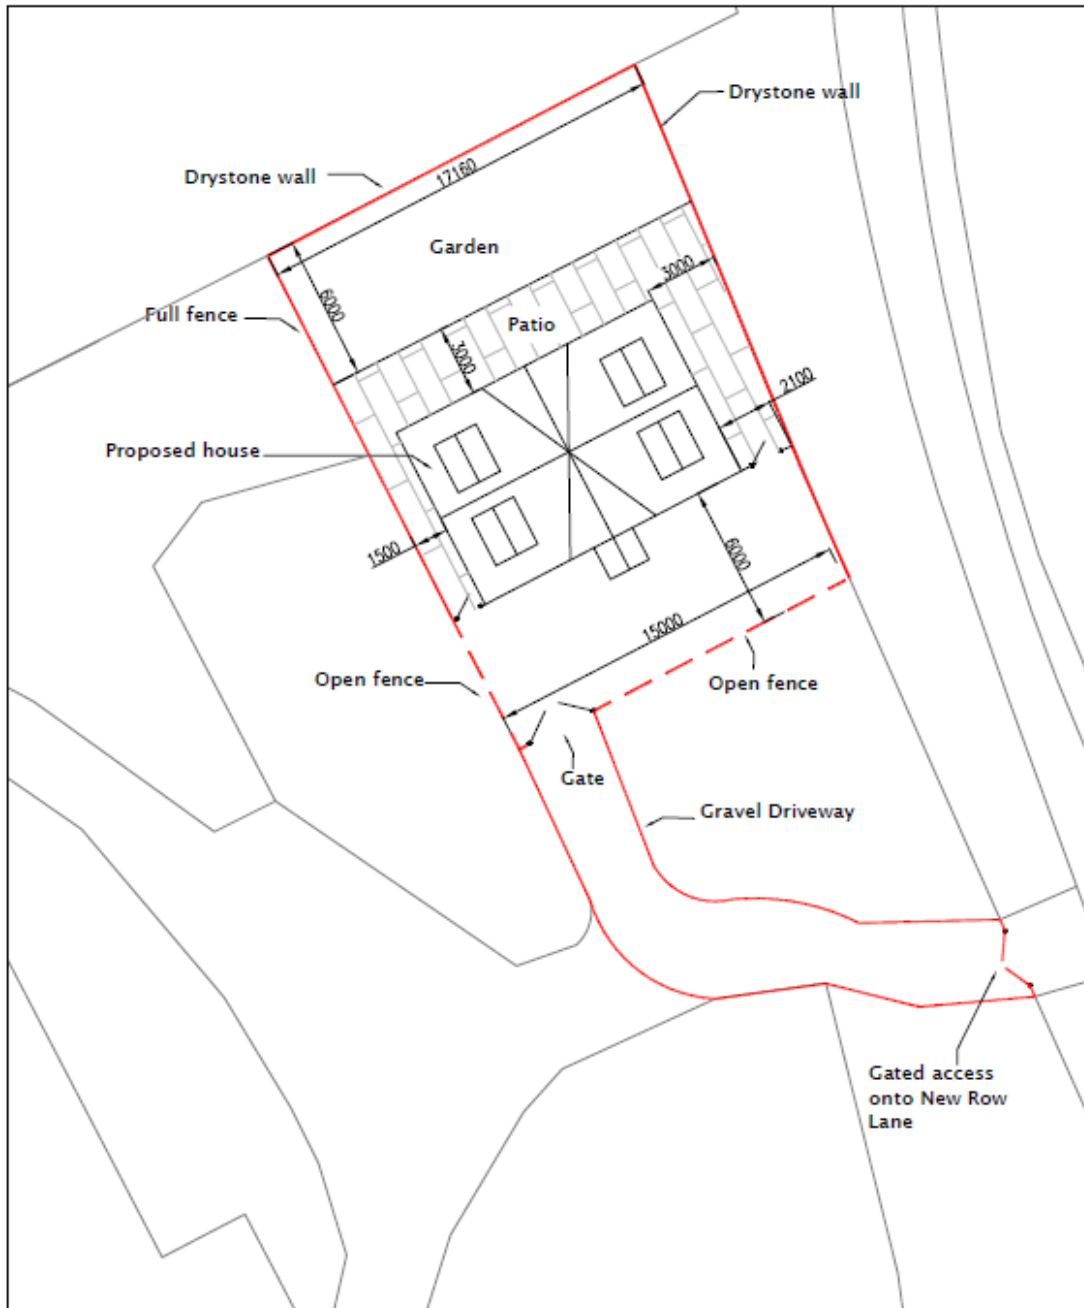 Drystone wall
17160
Drystone wall
Garden
3000
6000
Full fence
Patio
3000
2100
Proposed house
1500
6000
15000
Open fence
Open fence
Gate
Gravel Driveway
Gated access
onto New Row
Lane